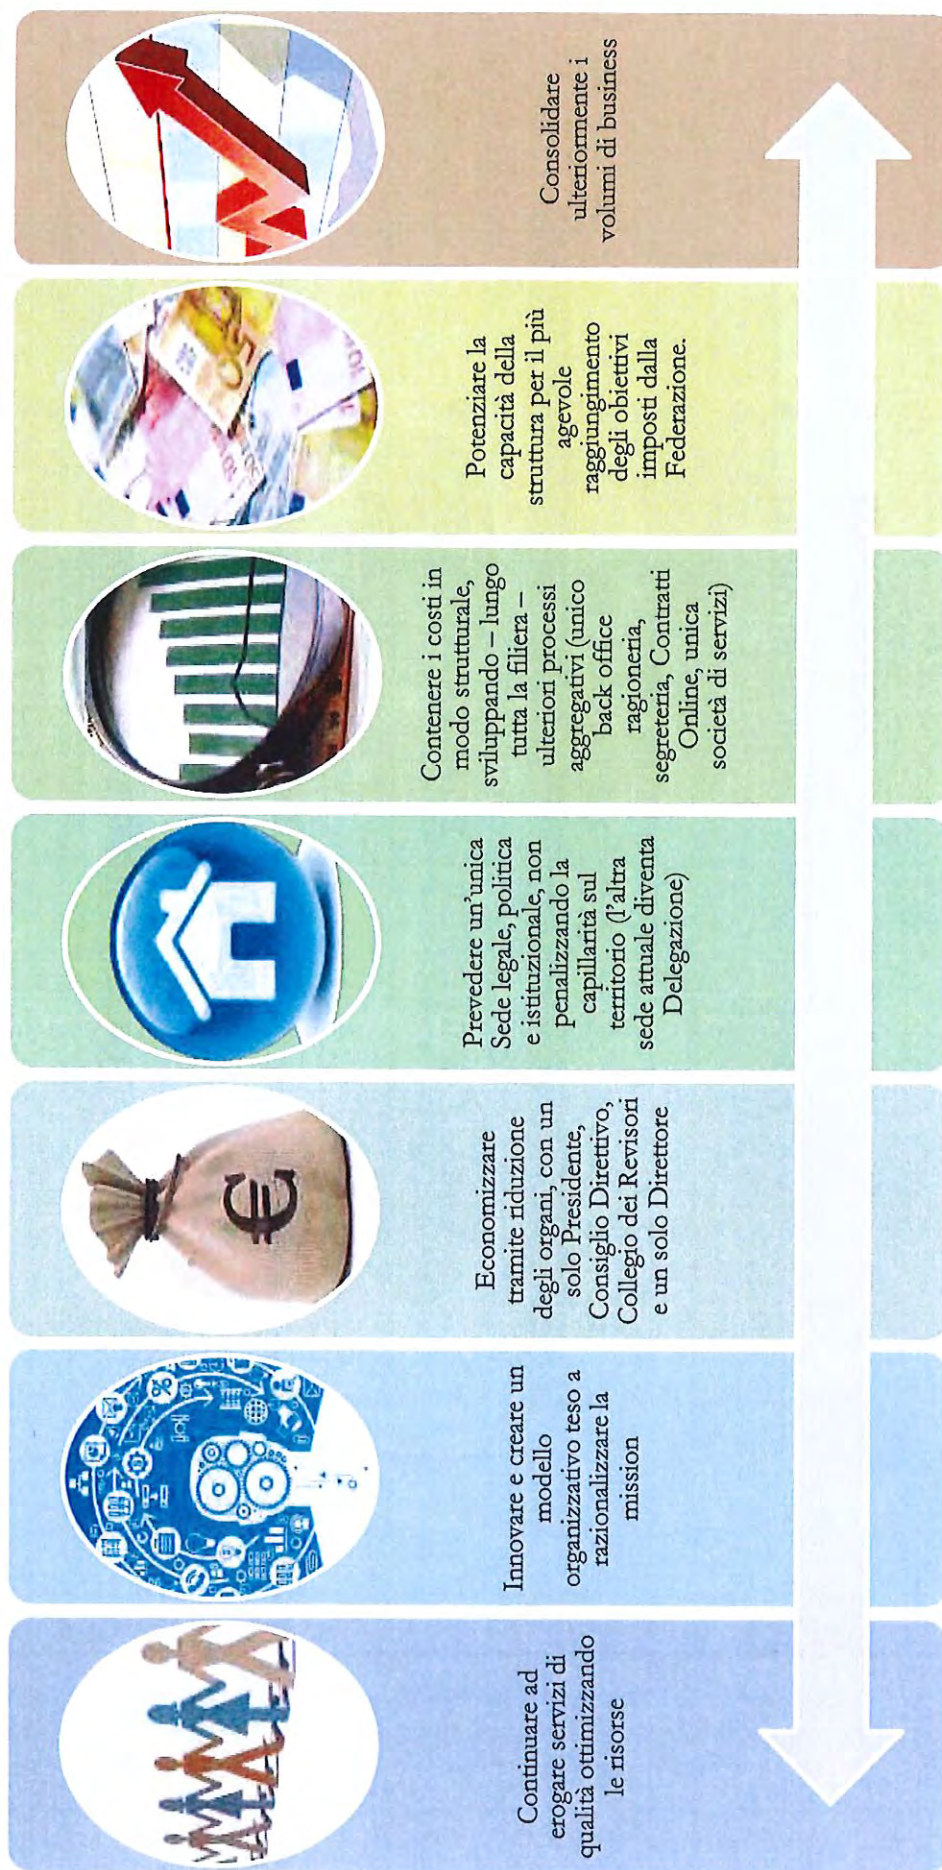 Continuare ad
erogare servizi di
qualità ottimizzando
le risorse
Innovare e creare un
modello
organizzativo teso a
razionalizzare la
mission
Economizzare
tramite riduzione
degli organi, con un
solo Presidente,
Consiglio Direttivo,
Collegio dei Revisori
e un solo Direttore
Prevedere un'unica
Sede legale, politica
e istituzionale, non
penalizzando la
capillarità sul
territorio (l'altra
sede attuale diventa
Delegazione)
Contenere i costi in
modo strutturale,
sviluppando – lungo
tutta la filiera –
ulteriori processi
aggregativi (unico
back office
ragioneria,
segreteria, Contratti
Online, unica
società di servizi)
Potenziare la
capacità della
struttura per il più
agevole
raggiungimento
degli obiettivi
imposti dalla
Federazione.
Consolidare
ulteriormente i
volumi di business